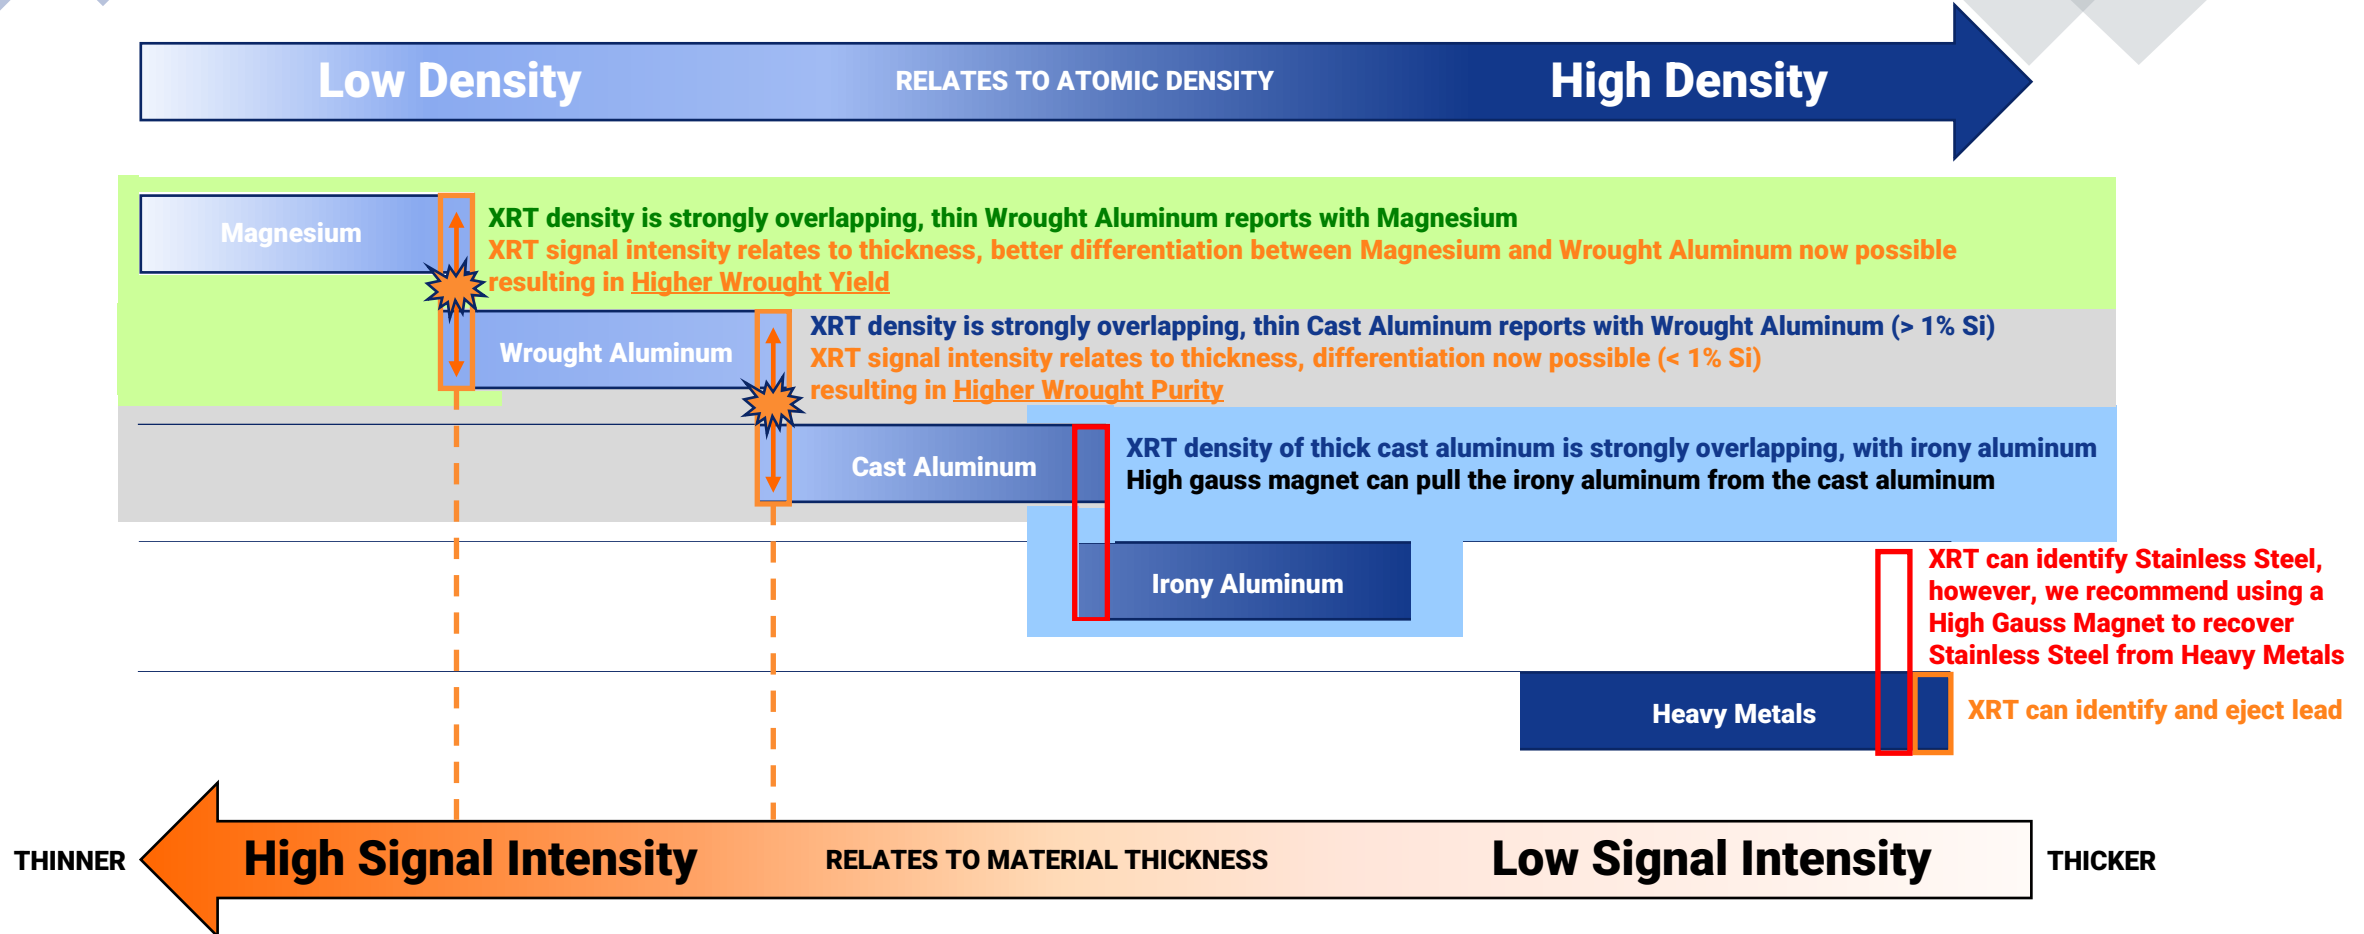 Low Density
RELATES TO ATOMIC DENSITY
High Density
Magnesium
XRT density is strongly overlapping, thin Wrought Aluminum reports with Magnesium
XRT signal intensity relates to thickness, better differentiation between Magnesium and Wrought Aluminum now possible
resulting in Higher Wrought Yield
Wrought Aluminum
XRT density is strongly overlapping, thin Cast Aluminum reports with Wrought Aluminum (> 1% Si)
XRT signal intensity relates to thickness, differentiation now possible (< 1% Si)
resulting in Higher Wrought Purity
Cast Aluminum
XRT density of thick cast aluminum is strongly overlapping, with irony aluminum
High gauss magnet can pull the irony aluminum from the cast aluminum
Irony Aluminum
XRT can identify Stainless Steel,
however, we recommend using a
High Gauss Magnet to recover
Stainless Steel from Heavy Metals
Heavy Metals
XRT can identify and eject lead
THINNER
High Signal Intensity
RELATES TO MATERIAL THICKNESS
Low Signal Intensity
THICKER